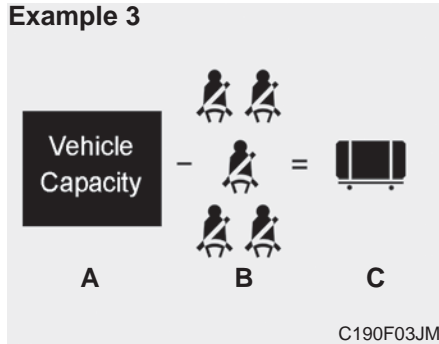 Example 3
Vehicle
Capacity
-
=
A B C
C190F03JM